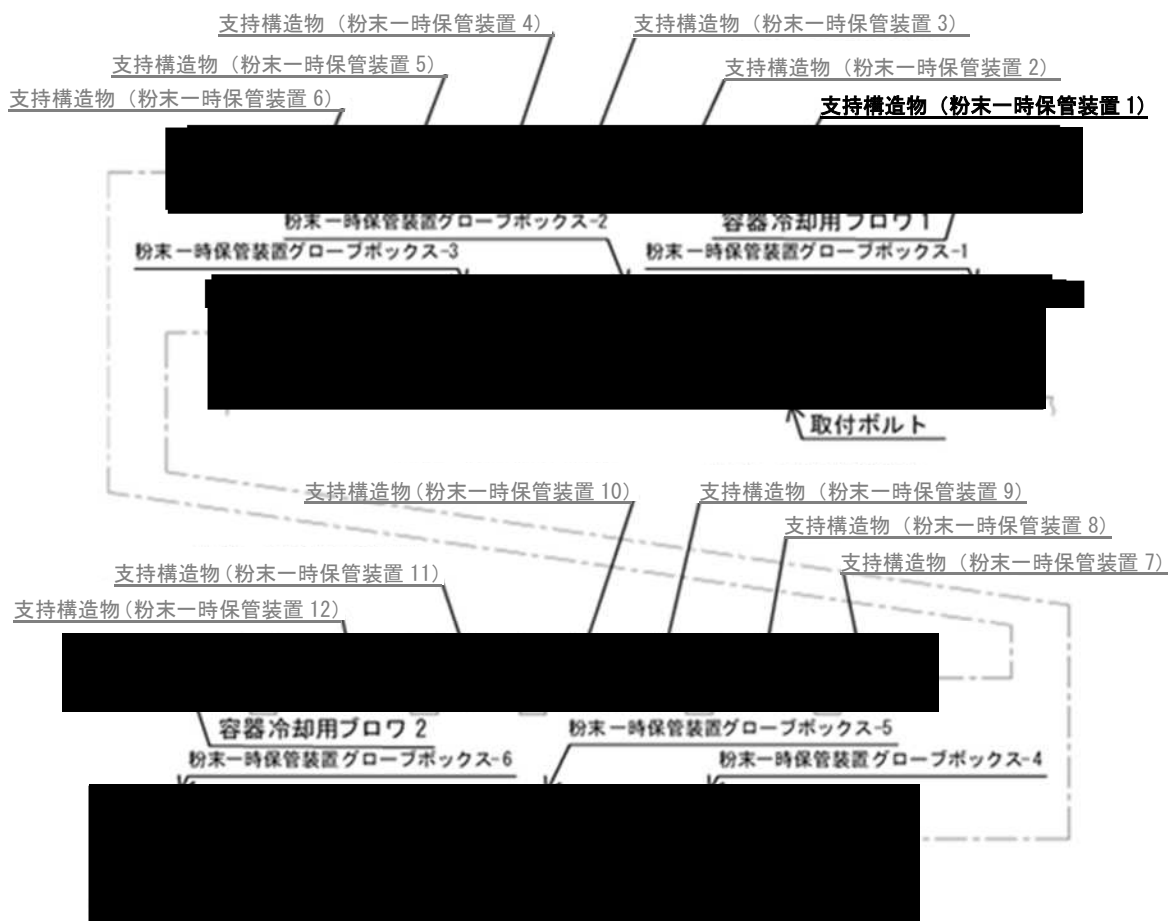 支持構造物（粉末一時保管装置 4） 支持構造物（粉末一時保管装置 3）
支持構造物（粉末一時保管装置 5） 支持構造物（粉末一時保管装置 2）
支持構造物（粉末一時保管装置 6） 支持構造物（粉末一時保管装置 1）
粉末一時保管装置グローブボックス-2 容器冷却用ブロワ 1
粉末一時保管装置グローブボックス-3 粉末一時保管装置グローブボックス-1
取付ボルト
支持構造物(粉末一時保管装置 10) 支持構造物（粉末一時保管装置 9）
支持構造物（粉末一時保管装置 8）
支持構造物(粉末一時保管装置 11) 支持構造物（粉末一時保管装置 7）
支持構造物(粉末一時保管装置 12)
容器冷却用ブロワ 2 粉末一時保管装置グローブボックス-5
粉末一時保管装置グローブボックス-6 粉末一時保管装置グローブボックス-4